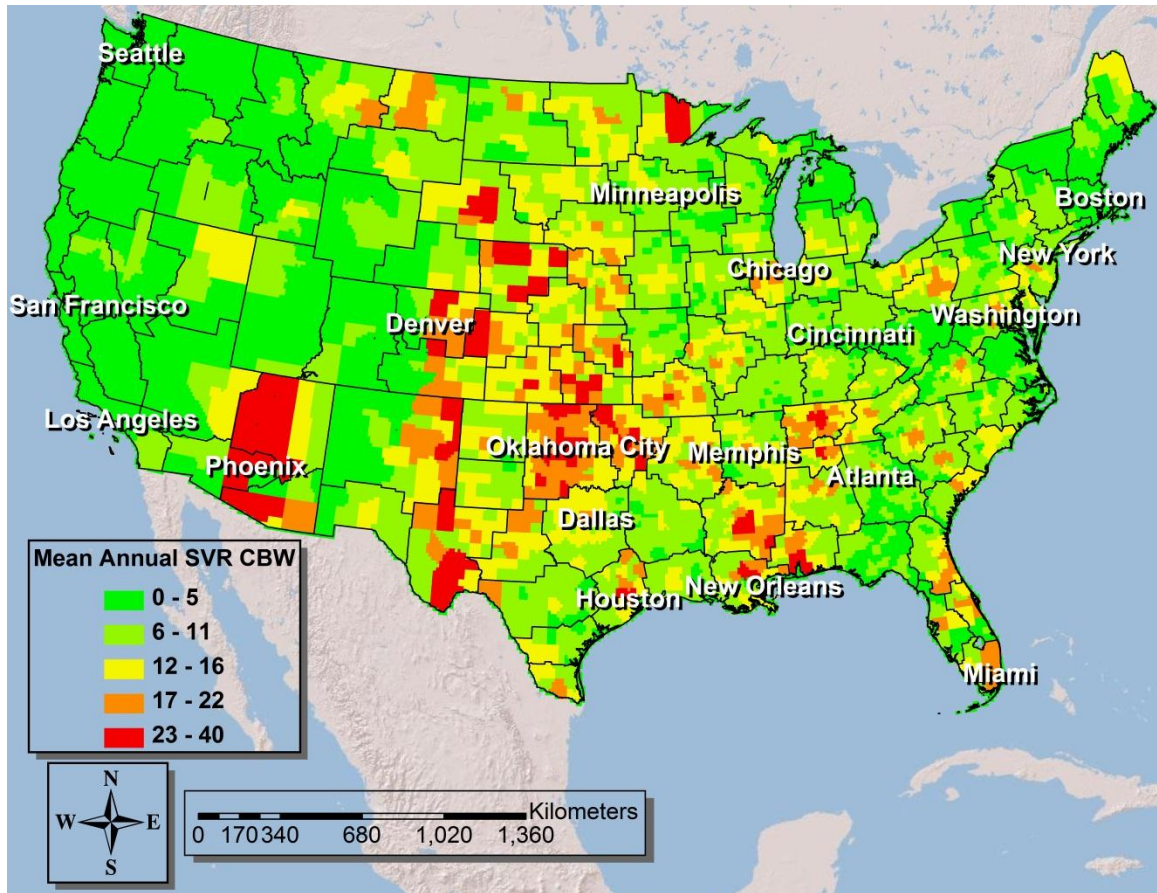 Seattle
Minneapolis
Boston
New York
Chicago
San Francisco
Denver
Cincinnati
Washington
Los Angeles
Oklahoma City
Memphis
Phoenix
Atlanta
Dallas
Houston
New Orleans
Miami
Mean Annual SVR CBW
0 - 5
6 - 11
12 - 16
17 - 22
23 - 40
N
W E
S
Kilometers
0 170 340 680 1,020 1,360